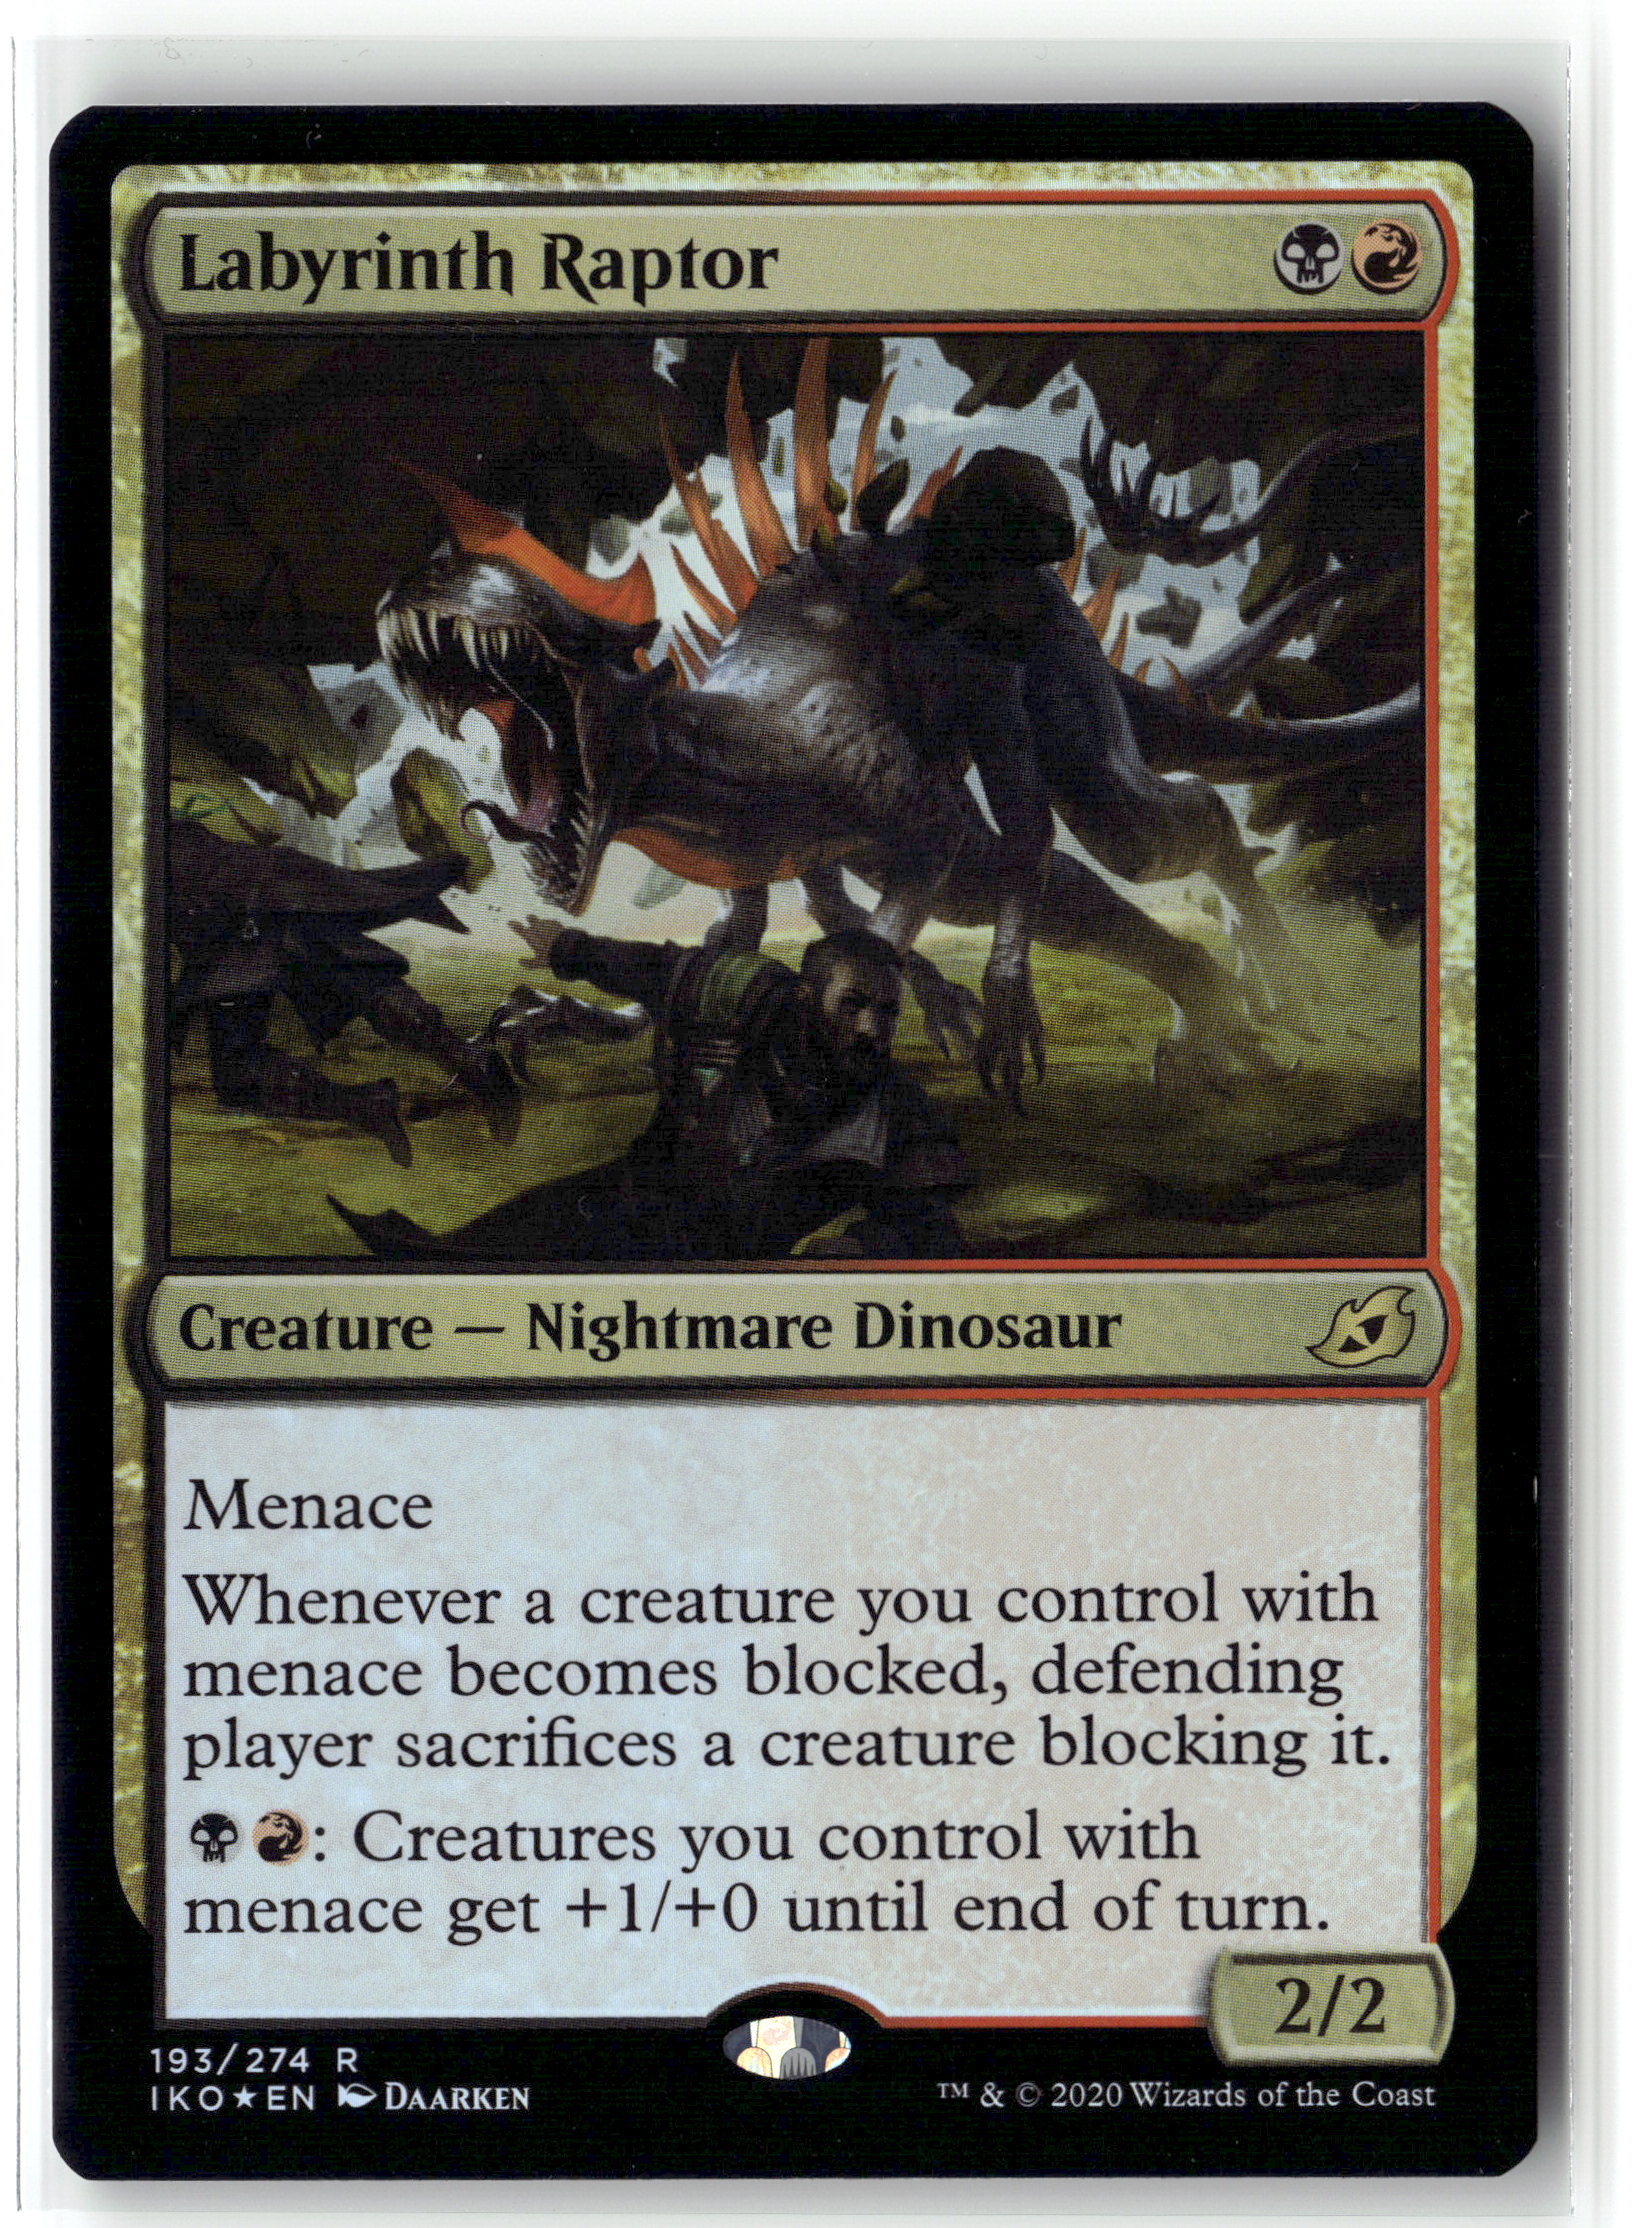 Labyrinth Raptor
Creature — Nightmare Dinosaur
Menace
Whenever a creature you control with
menace becomes blocked, defending
player sacrifices a creature blocking it.
: Creatures you control with
menace get +1/+0 until end of turn.
2/2
193/274 R
IKO★EN DAARKEN
™ & © 2020 Wizards of the Coast